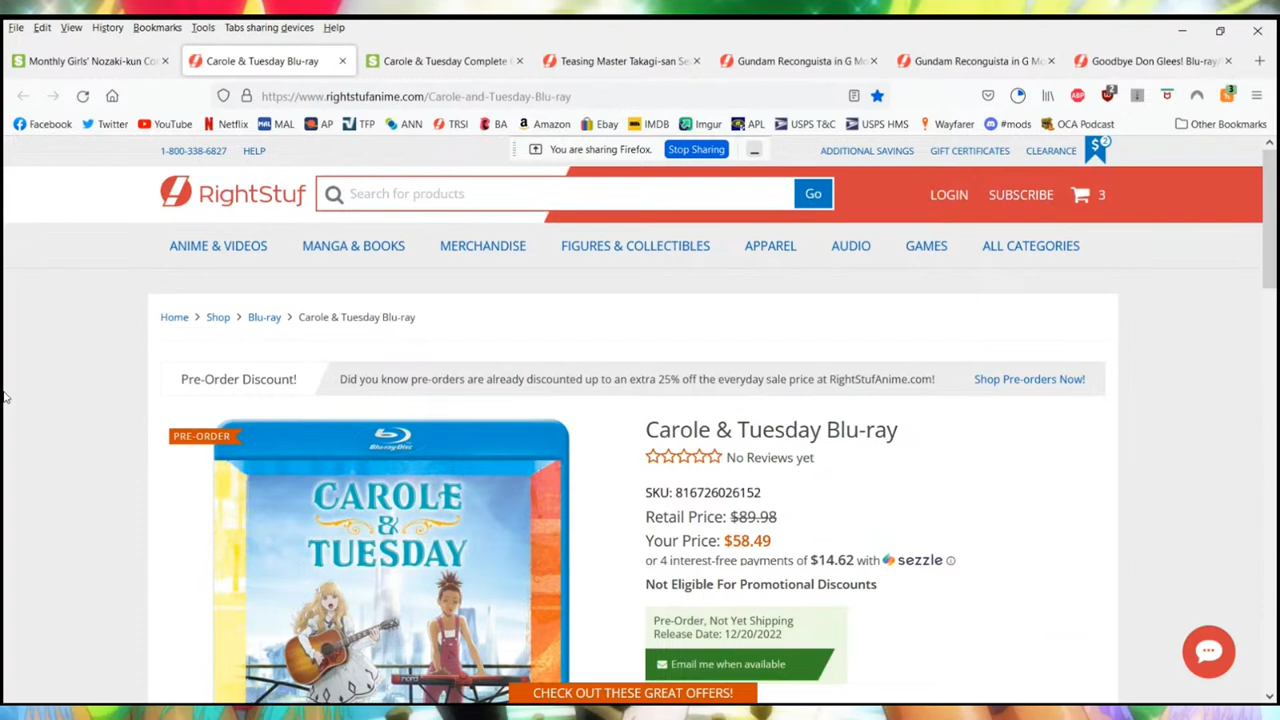 File Edit View History Bookmarks Tools Tabs sharing devices Help
Monthly Girls' Nozaki-kun Co
Carole & Tuesday Blu-ray
Carole & Tuesday Complete C
Teasing Master Takagi-san Se
Gundam Reconguista in G Mo
Gundam Reconguista in G Mo
Goodbye Don Glees! Blu-ray/
https://www.rightstufanime.com/Carole-and-Tuesday-Blu-ray
Facebook Twitter YouTube Netflix MAL AP TFP ANN TRSI BA Amazon Ebay IMDB Imgur APL USPS T&C USPS HMS Wayfarer #mods OCA Podcast Other Bookmarks
1-800-338-6827 HELP
You are sharing Firefox. Stop Sharing
ADDITIONAL SAVINGS GIFT CERTIFICATES CLEARANCE
RightStuf
Search for products Go
LOGIN SUBSCRIBE 3
ANIME & VIDEOS MANGA & BOOKS MERCHANDISE FIGURES & COLLECTIBLES APPAREL AUDIO GAMES ALL CATEGORIES
Home > Shop > Blu-ray > Carole & Tuesday Blu-ray
Pre-Order Discount! Did you know pre-orders are already discounted up to an extra 25% off the everyday sale price at RightStufAnime.com! Shop Pre-orders Now!
PRE-ORDER
Blu-ray Disc
CAROLE
&
TUESDAY
nord
Carole & Tuesday Blu-ray
No Reviews yet
SKU: 816726026152
Retail Price: $89.98
Your Price: $58.49
or 4 interest-free payments of $14.62 with sezzle
Not Eligible For Promotional Discounts
Pre-Order, Not Yet Shipping
Release Date: 12/20/2022
Email me when available
CHECK OUT THESE GREAT OFFERS!